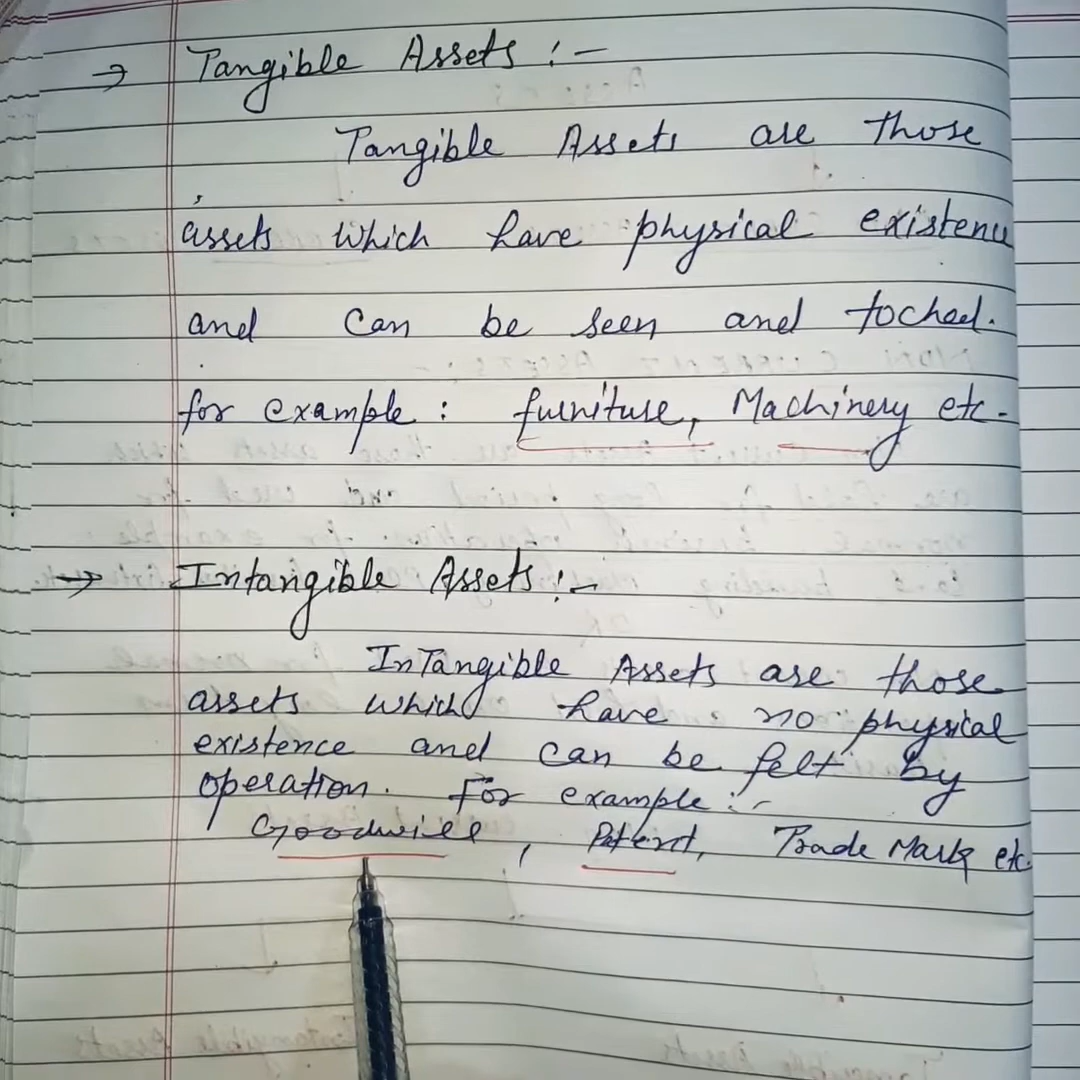 → Tangible Assets :-
Tangible Assets are those
assets which have physical existence
and can be seen and toched.
for example : furniture, Machinery etc.
→ Intangible Assets :-
InTangible Assets are those
assets which have no physical
existence and can be felt by
operation. For example :-
Goodwill, Patent, Trade Mark etc.